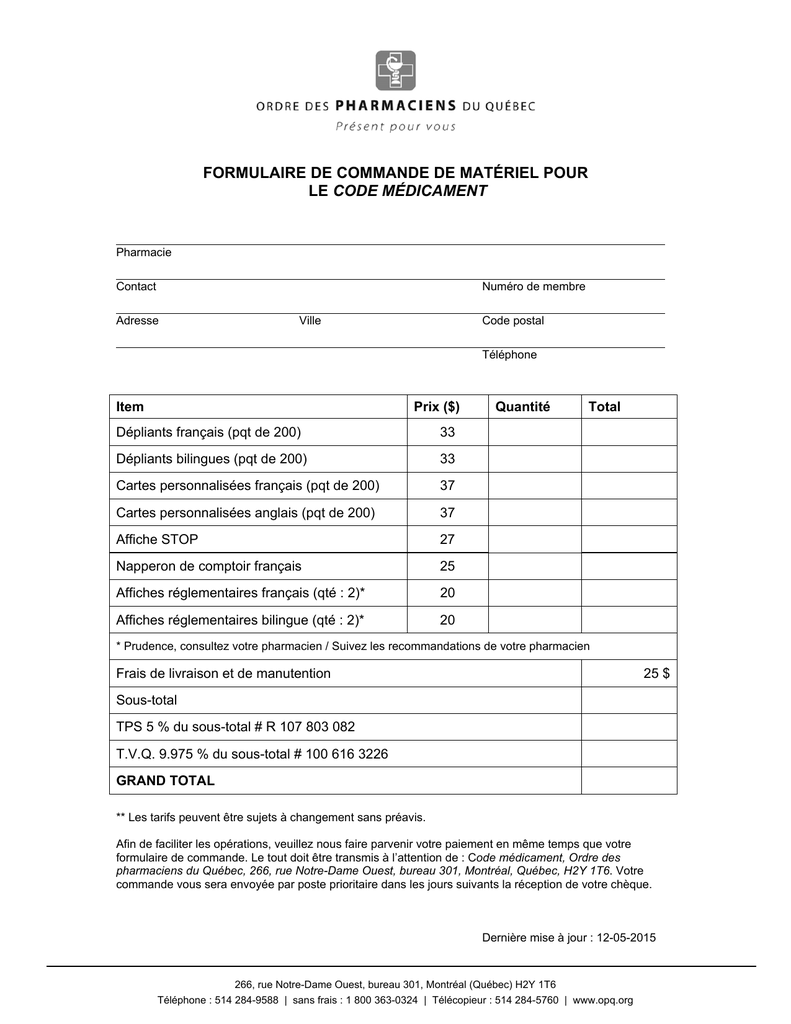 ORDRE DES PHARMACIENS DU QUÉBEC
Présent pour vous
FORMULAIRE DE COMMANDE DE MATÉRIEL POUR
LE CODE MÉDICAMENT
Pharmacie
Contact Numéro de membre
Adresse Ville Code postal
Téléphone
Item Prix ($) Quantité Total
Dépliants français (pqt de 200) 33
Dépliants bilingues (pqt de 200) 33
Cartes personnalisées français (pqt de 200) 37
Cartes personnalisées anglais (pqt de 200) 37
Affiche STOP 27
Napperon de comptoir français 25
Affiches réglementaires français (qté : 2)* 20
Affiches réglementaires bilingue (qté : 2)* 20
* Prudence, consultez votre pharmacien / Suivez les recommandations de votre pharmacien
Frais de livraison et de manutention 25 $
Sous-total
TPS 5 % du sous-total # R 107 803 082
T.V.Q. 9.975 % du sous-total # 100 616 3226
GRAND TOTAL
** Les tarifs peuvent être sujets à changement sans préavis.
Afin de faciliter les opérations, veuillez nous faire parvenir votre paiement en même temps que votre
formulaire de commande. Le tout doit être transmis à l'attention de : Code médicament, Ordre des
pharmaciens du Québec, 266, rue Notre-Dame Ouest, bureau 301, Montréal, Québec, H2Y 1T6. Votre
commande vous sera envoyée par poste prioritaire dans les jours suivants la réception de votre chèque.
Dernière mise à jour : 12-05-2015
266, rue Notre-Dame Ouest, bureau 301, Montréal (Québec) H2Y 1T6
Téléphone : 514 284-9588 | sans frais : 1 800 363-0324 | Télécopieur : 514 284-5760 | www.opq.org